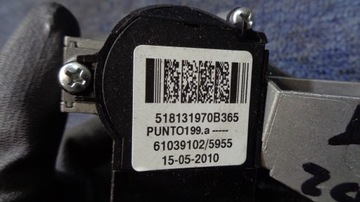 518131970B365
PUNTO199.a -----
61039102/5955
15-05-2010